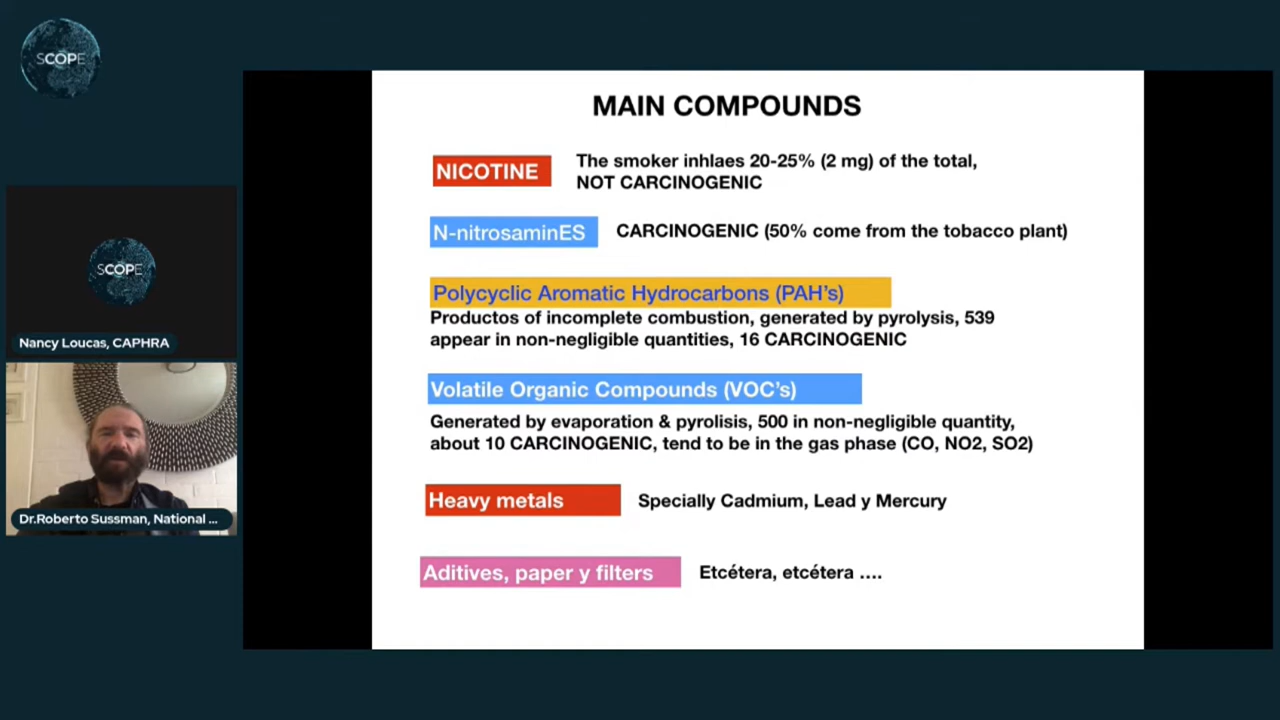 SCOPE
MAIN COMPOUNDS
NICOTINE
The smoker inhlaes 20-25% (2 mg) of the total,
NOT CARCINOGENIC
N-nitrosaminES
CARCINOGENIC (50% come from the tobacco plant)
Polycyclic Aromatic Hydrocarbons (PAH's)
Productos of incomplete combustion, generated by pyrolysis, 539
appear in non-negligible quantities, 16 CARCINOGENIC
Volatile Organic Compounds (VOC's)
Generated by evaporation & pyrolisis, 500 in non-negligible quantity,
about 10 CARCINOGENIC, tend to be in the gas phase (CO, NO2, SO2)
Heavy metals
Specially Cadmium, Lead y Mercury
Aditives, paper y filters
Etcétera, etcétera ....
SCOPE
Nancy Loucas, CAPHRA
Dr.Roberto Sussman, National ...